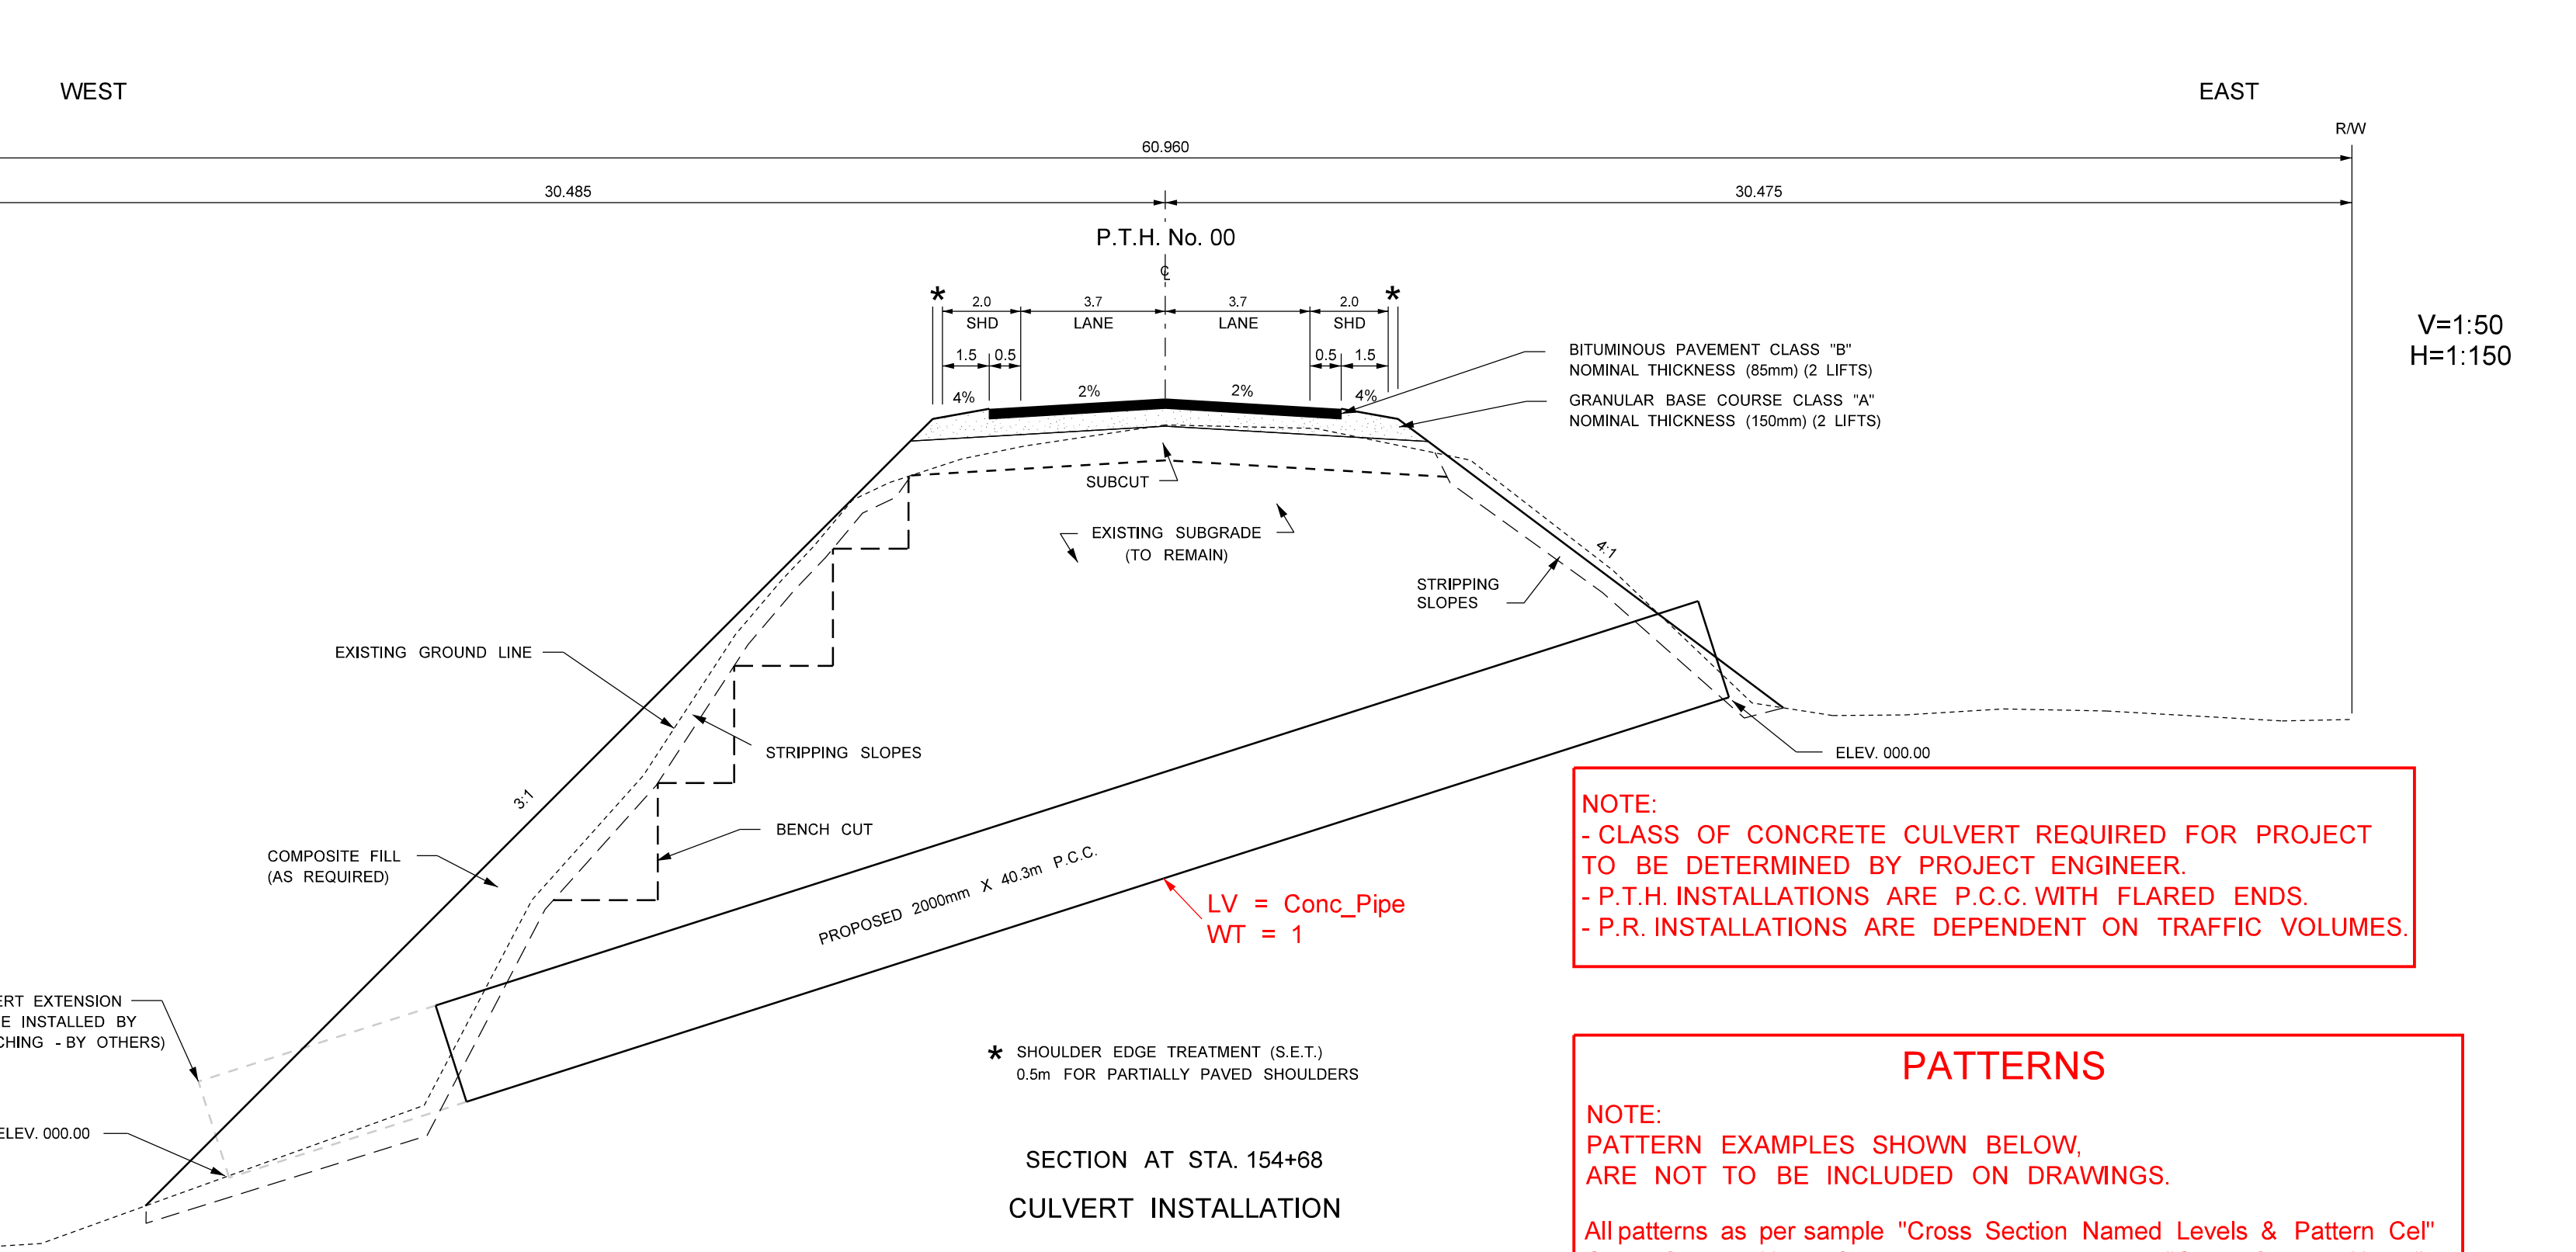 WEST
EAST
R/W
60.960
30.485
30.475
P.T.H. No. 00
℄
* 2.0 3.7 3.7 2.0 *
SHD LANE LANE SHD
1.5 0.5 0.5 1.5
4% 2% 2% 4%
V=1:50
H=1:150
BITUMINOUS PAVEMENT CLASS "B"
NOMINAL THICKNESS (85mm) (2 LIFTS)
GRANULAR BASE COURSE CLASS "A"
NOMINAL THICKNESS (150mm) (2 LIFTS)
SUBCUT
EXISTING SUBGRADE
(TO REMAIN)
4:1
STRIPPING
SLOPES
EXISTING GROUND LINE
STRIPPING SLOPES
ELEV. 000.00
3:1
BENCH CUT
COMPOSITE FILL
(AS REQUIRED)
PROPOSED 2000mm X 40.3m P.C.C.
LV = Conc_Pipe
WT = 1
NOTE:
- CLASS OF CONCRETE CULVERT REQUIRED FOR PROJECT
TO BE DETERMINED BY PROJECT ENGINEER.
- P.T.H. INSTALLATIONS ARE P.C.C. WITH FLARED ENDS.
- P.R. INSTALLATIONS ARE DEPENDENT ON TRAFFIC VOLUMES.
ERT EXTENSION
E INSTALLED BY
CHING - BY OTHERS)
ELEV. 000.00
* SHOULDER EDGE TREATMENT (S.E.T.)
0.5m FOR PARTIALLY PAVED SHOULDERS
SECTION AT STA. 154+68
CULVERT INSTALLATION
PATTERNS
NOTE:
PATTERN EXAMPLES SHOWN BELOW,
ARE NOT TO BE INCLUDED ON DRAWINGS.
All patterns as per sample "Cross Section Named Levels & Pattern Cel"